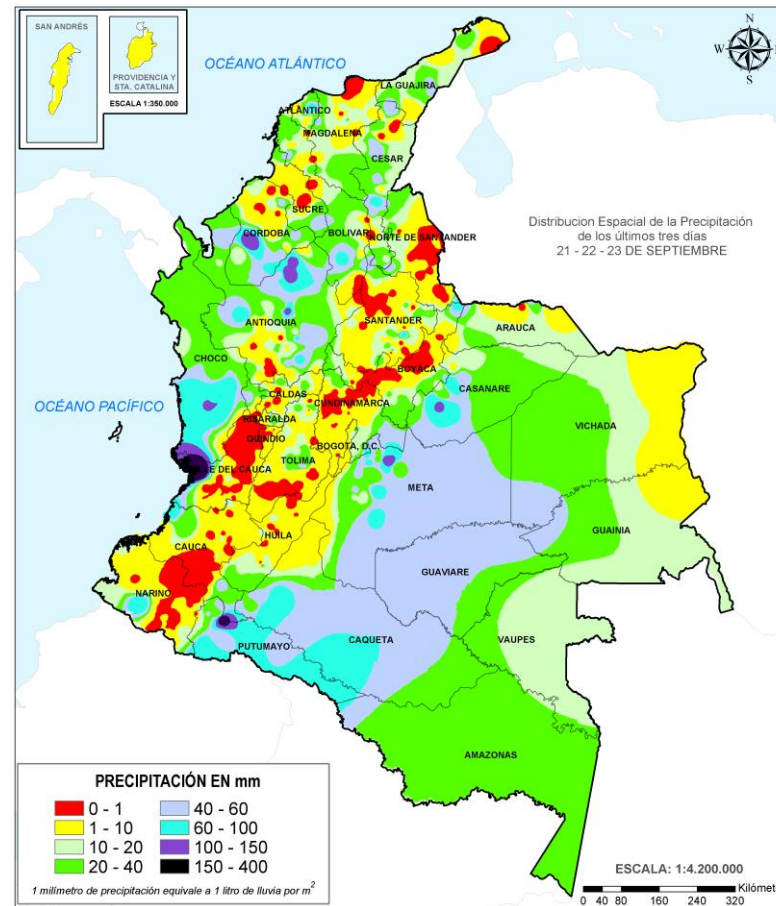 SAN ANDRÉS
PROVIDENCIA Y
STA. CATALINA
ESCALA 1:350.000
OCÉANO ATLÁNTICO
N
W
E
S
LA GUAJIRA
ATLÁNTICO
MAGDALENA
CESAR
SUCRE
CORDOBA
BOLIVAR
NORTE DE SANTANDER
Distribucion Espacial de la Precipitación
de los últimos tres días
21 - 22 - 23 DE SEPTIEMBRE
ANTIOQUIA
SANTANDER
ARAUCA
CHOCO
BOYACA
CASANARE
OCÉANO PACÍFICO
CALDAS
CUNDINAMARCA
RISARALDA
VICHADA
QUINDIO
BOGOTA, D.C.
TOLIMA
VALLE DEL CAUCA
META
GUAINIA
HUILA
CAUCA
GUAVIARE
NARINO
PUTUMAYO
CAQUETA
VAUPES
AMAZONAS
PRECIPITACIÓN EN mm
0 - 1
40 - 60
1 - 10
60 - 100
10 - 20
100 - 150
20 - 40
150 - 400
1 milímetro de precipitación equivale a 1 litro de lluvia por m²
ESCALA: 1:4.200.000
Kilómet
0 40 80 160 240 320